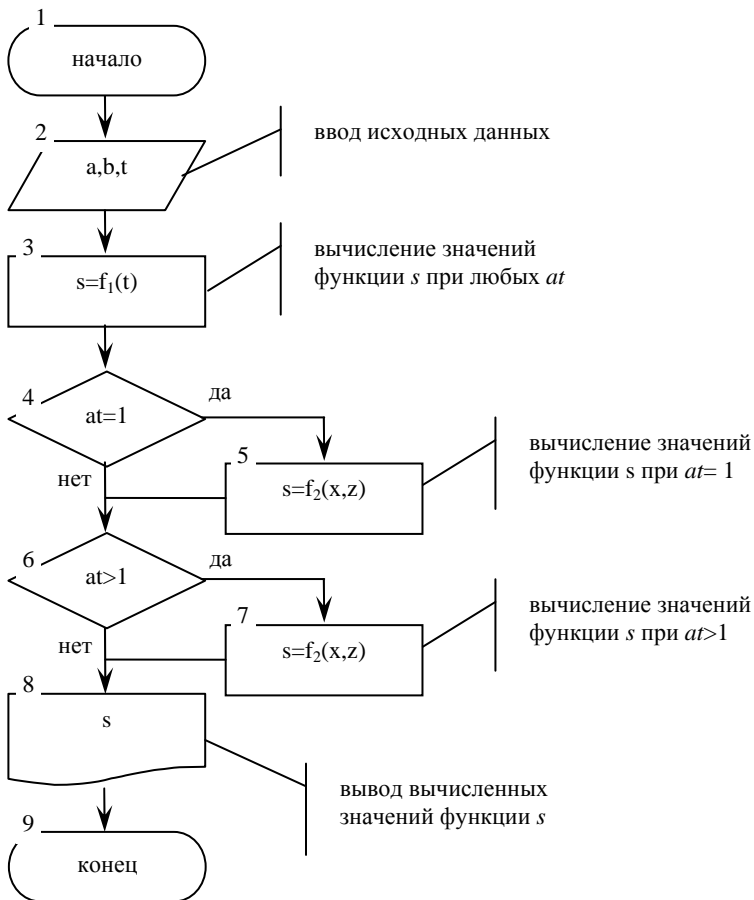 1
начало
2
a,b,t
ввод исходных данных
3
s=f₁(t)
вычисление значений
функции s при любых at
4
at=1
да
нет
5
s=f₂(x,z)
вычисление значений
функции s при at= 1
6
at>1
да
нет
7
s=f₂(x,z)
вычисление значений
функции s при at>1
8
s
вывод вычисленных
значений функции s
9
конец